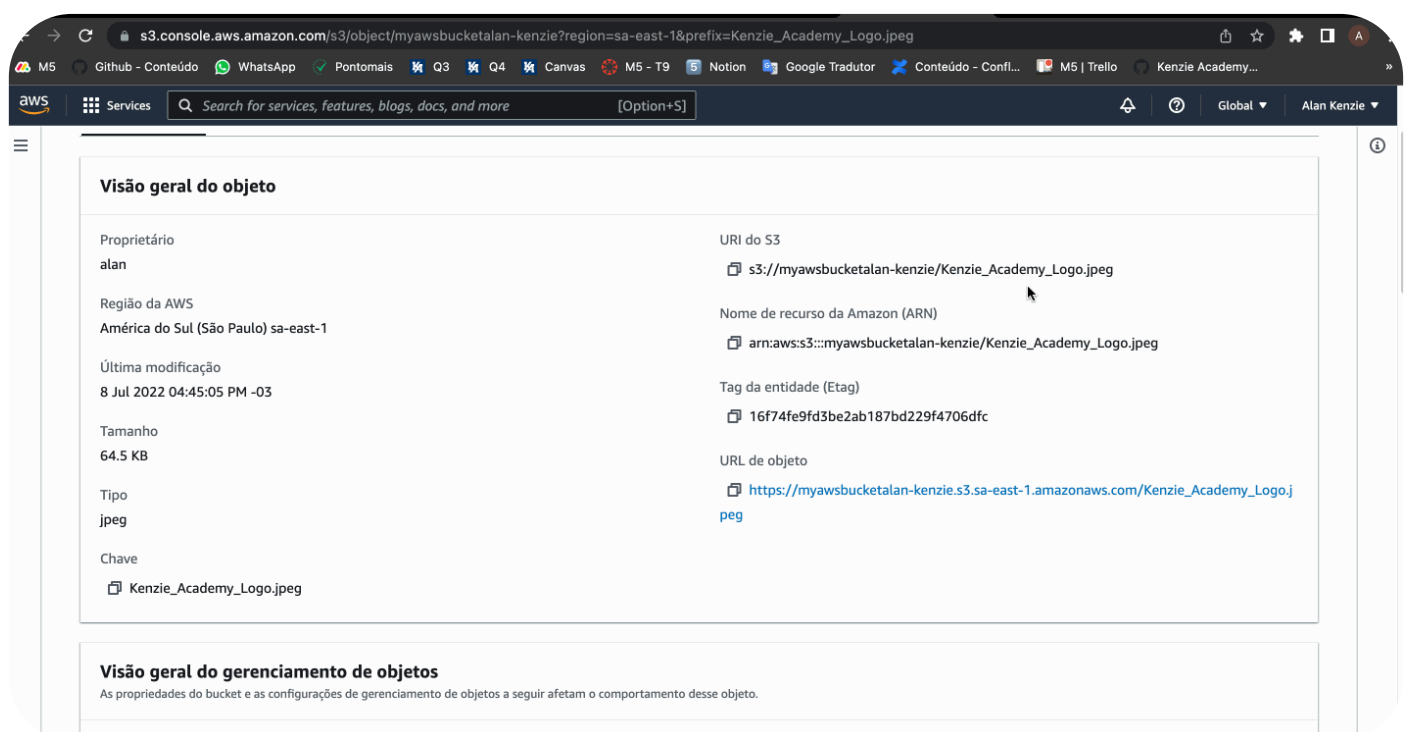 s3.console.aws.amazon.com/s3/object/myawsbucketalan-kenzie?region=sa-east-1&prefix=Kenzie_Academy_Logo.jpeg
A
M5 Github - Conteúdo WhatsApp Pontomais Q3 Q4 Canvas M5 - T9 5 Notion Google Tradutor Conteúdo - Confl... M5 | Trello Kenzie Academy... »
aws Services Search for services, features, blogs, docs, and more [Option+S] Global ▼ Alan Kenzie ▼
Visão geral do objeto
Proprietário
alan
Região da AWS
América do Sul (São Paulo) sa-east-1
Última modificação
8 Jul 2022 04:45:05 PM -03
Tamanho
64.5 KB
Tipo
jpeg
Chave
Kenzie_Academy_Logo.jpeg
URI do S3
s3://myawsbucketalan-kenzie/Kenzie_Academy_Logo.jpeg
Nome de recurso da Amazon (ARN)
arn:aws:s3:::myawsbucketalan-kenzie/Kenzie_Academy_Logo.jpeg
Tag da entidade (Etag)
16f74fe9fd3be2ab187bd229f4706dfc
URL de objeto
https://myawsbucketalan-kenzie.s3.sa-east-1.amazonaws.com/Kenzie_Academy_Logo.j
peg
Visão geral do gerenciamento de objetos
As propriedades do bucket e as configurações de gerenciamento de objetos a seguir afetam o comportamento desse objeto.